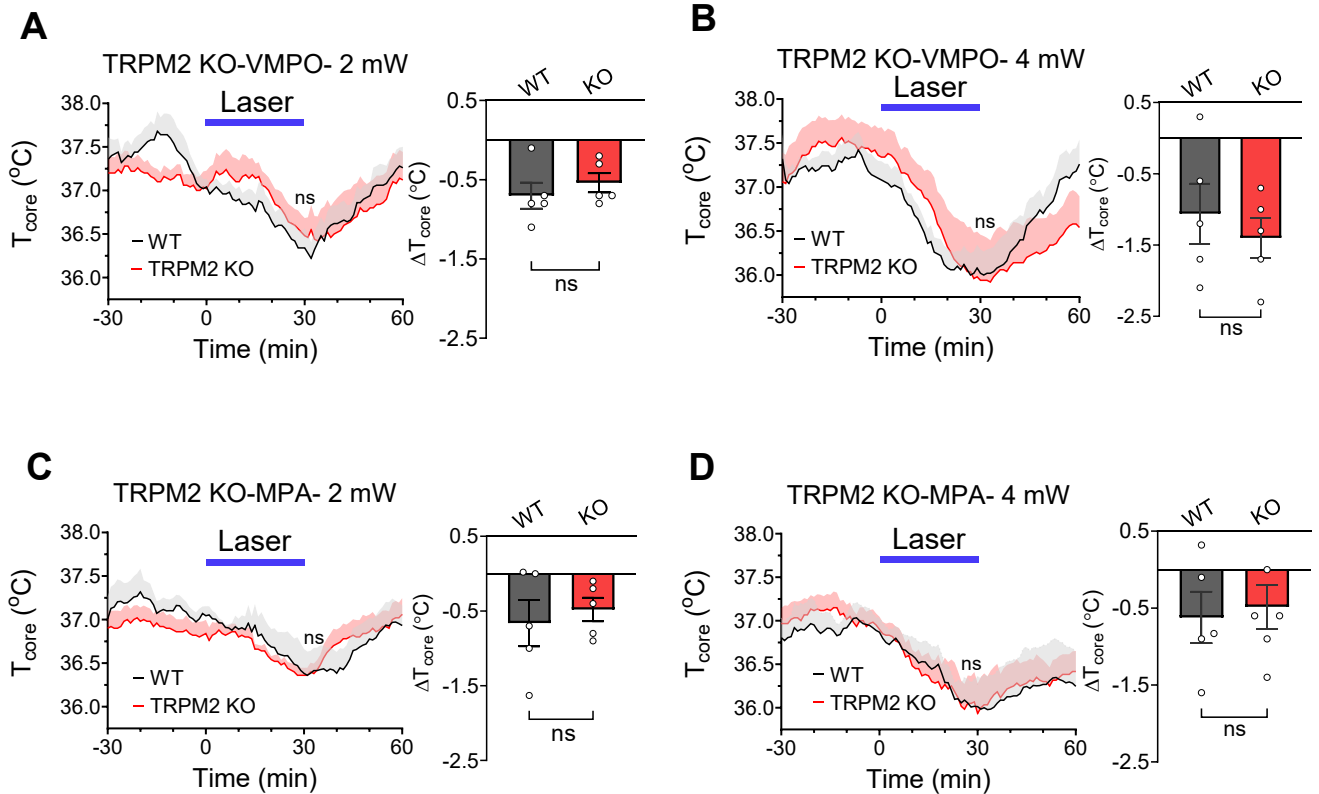 A
TRPM2 KO-VMPO- 2 mW
Laser
Tcore (oC)
38.0
37.5
37.0
36.5
36.0
ns
WT
TRPM2 KO
-30 0 30 60
Time (min)
WT KO
ΔTcore (°C)
0.5
-0.5
-1.5
-2.5
ns
B
TRPM2 KO-VMPO- 4 mW
Laser
Tcore (oC)
38.0
37.5
37.0
36.5
36.0
ns
WT
TRPM2 KO
-30 0 30 60
Time (min)
WT KO
ΔTcore (°C)
0.5
-0.5
-1.5
-2.5
ns
C
TRPM2 KO-MPA- 2 mW
Laser
Tcore (oC)
38.0
37.5
37.0
36.5
36.0
ns
WT
TRPM2 KO
-30 0 30 60
Time (min)
WT KO
ΔTcore (°C)
0.5
-0.5
-1.5
-2.5
ns
D
TRPM2 KO-MPA- 4 mW
Laser
Tcore (oC)
38.0
37.5
37.0
36.5
36.0
ns
WT
TRPM2 KO
-30 0 30 60
Time (min)
WT KO
ΔTcore (°C)
0.5
-0.5
-1.5
-2.5
ns